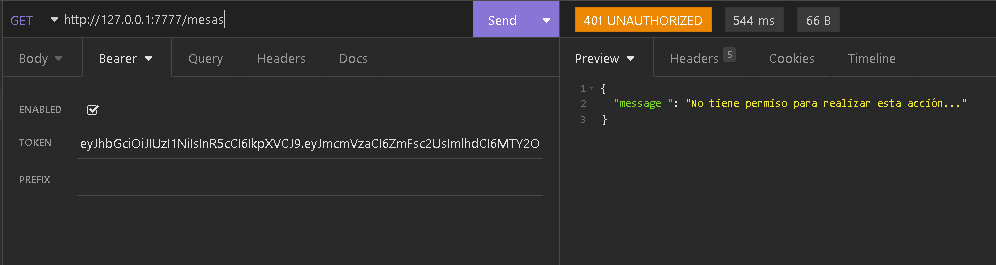 GET http://127.0.0.1:7777/mesas Send
401 UNAUTHORIZED 544 ms 66 B
Body Bearer Query Headers Docs
Preview Headers 5 Cookies Timeline
ENABLED
TOKEN eyJhbGciOiJIUzI1NiIsInR5cCI6IkpXVCJ9.eyJmcmVzaCI6ZmFsc2UsImlhdCI6MTY2O
PREFIX
1 {
2 "message ": "No tiene permiso para realizar esta acción..."
3 }